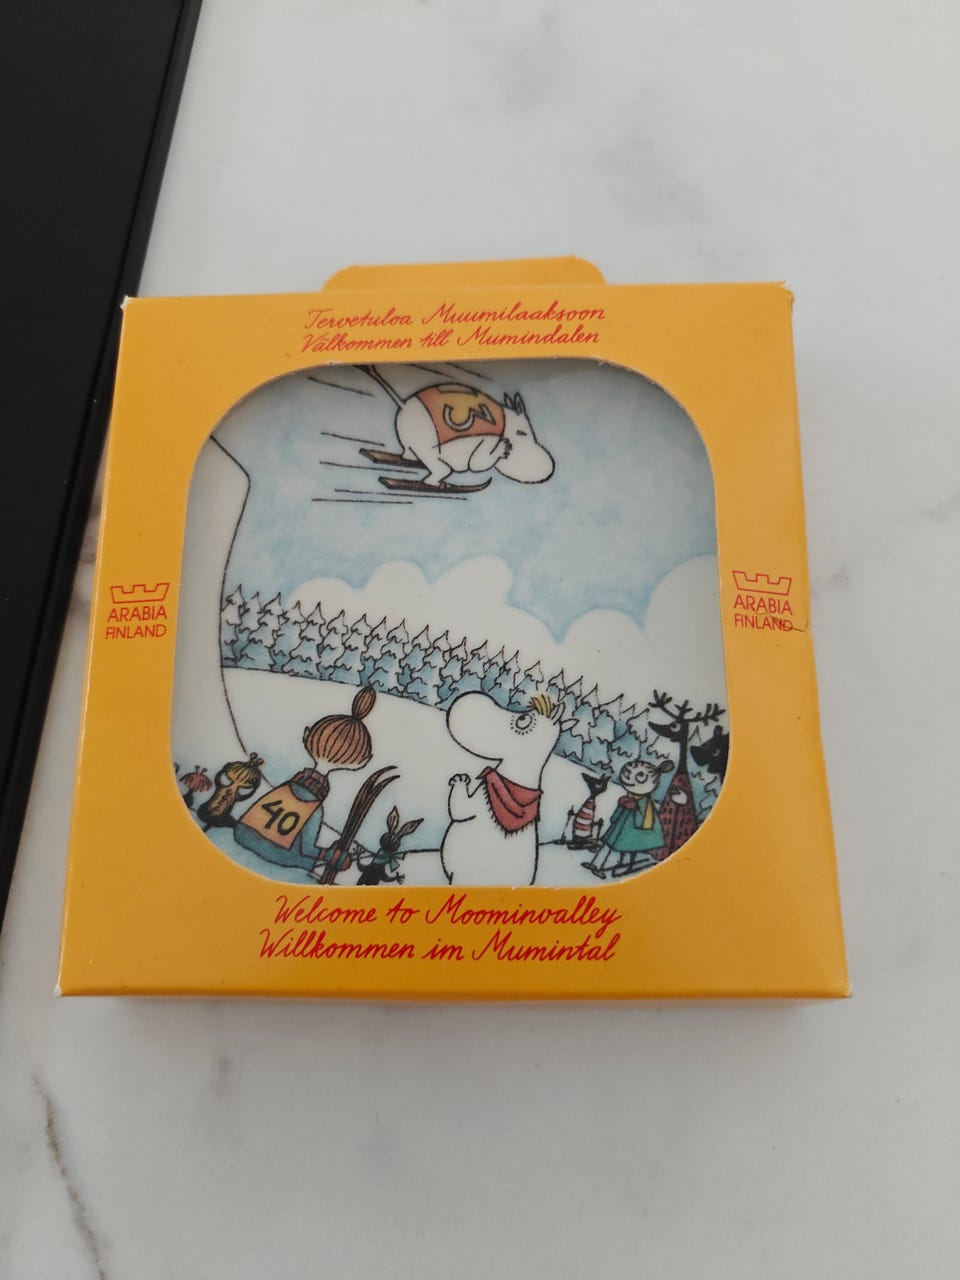 Tervetuloa Muumilaaksoon
Välkommen till Mumindalen
3
ARABIA
FINLAND
ARABIA
FINLAND
40
Welcome to Moominvalley
Willkommen im Mumintal